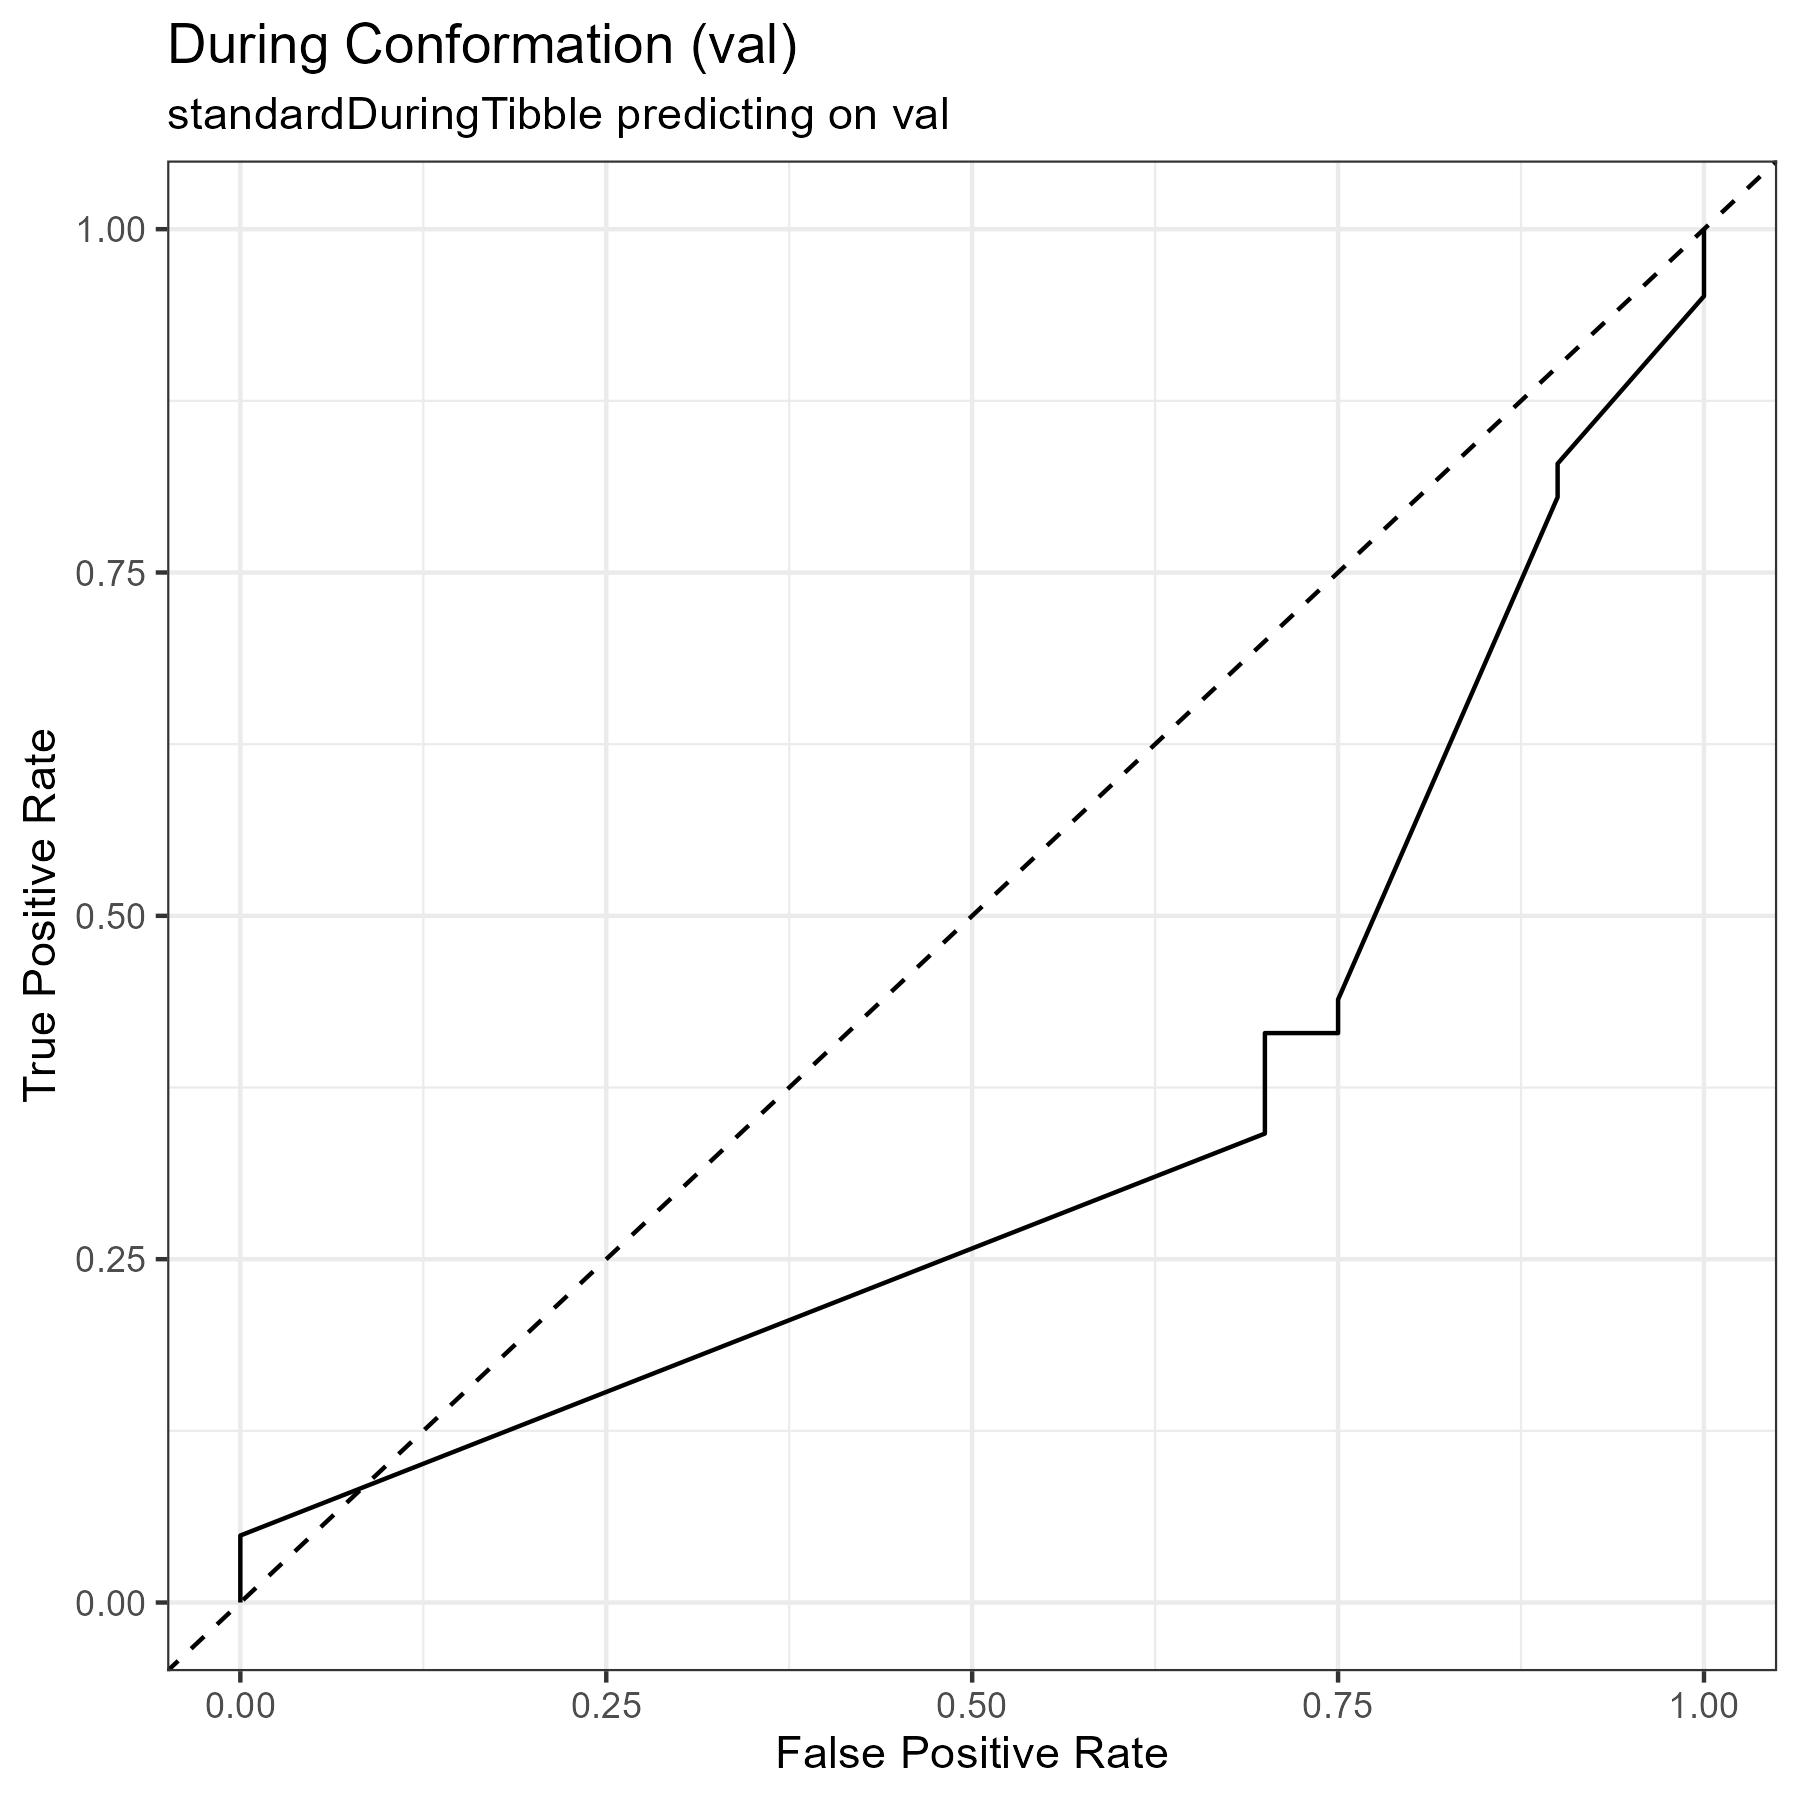 During Conformation (val)
standardDuringTibble predicting on val
True Positive Rate
1.00
0.75
0.50
0.25
0.00
0.00 0.25 0.50 0.75 1.00
False Positive Rate